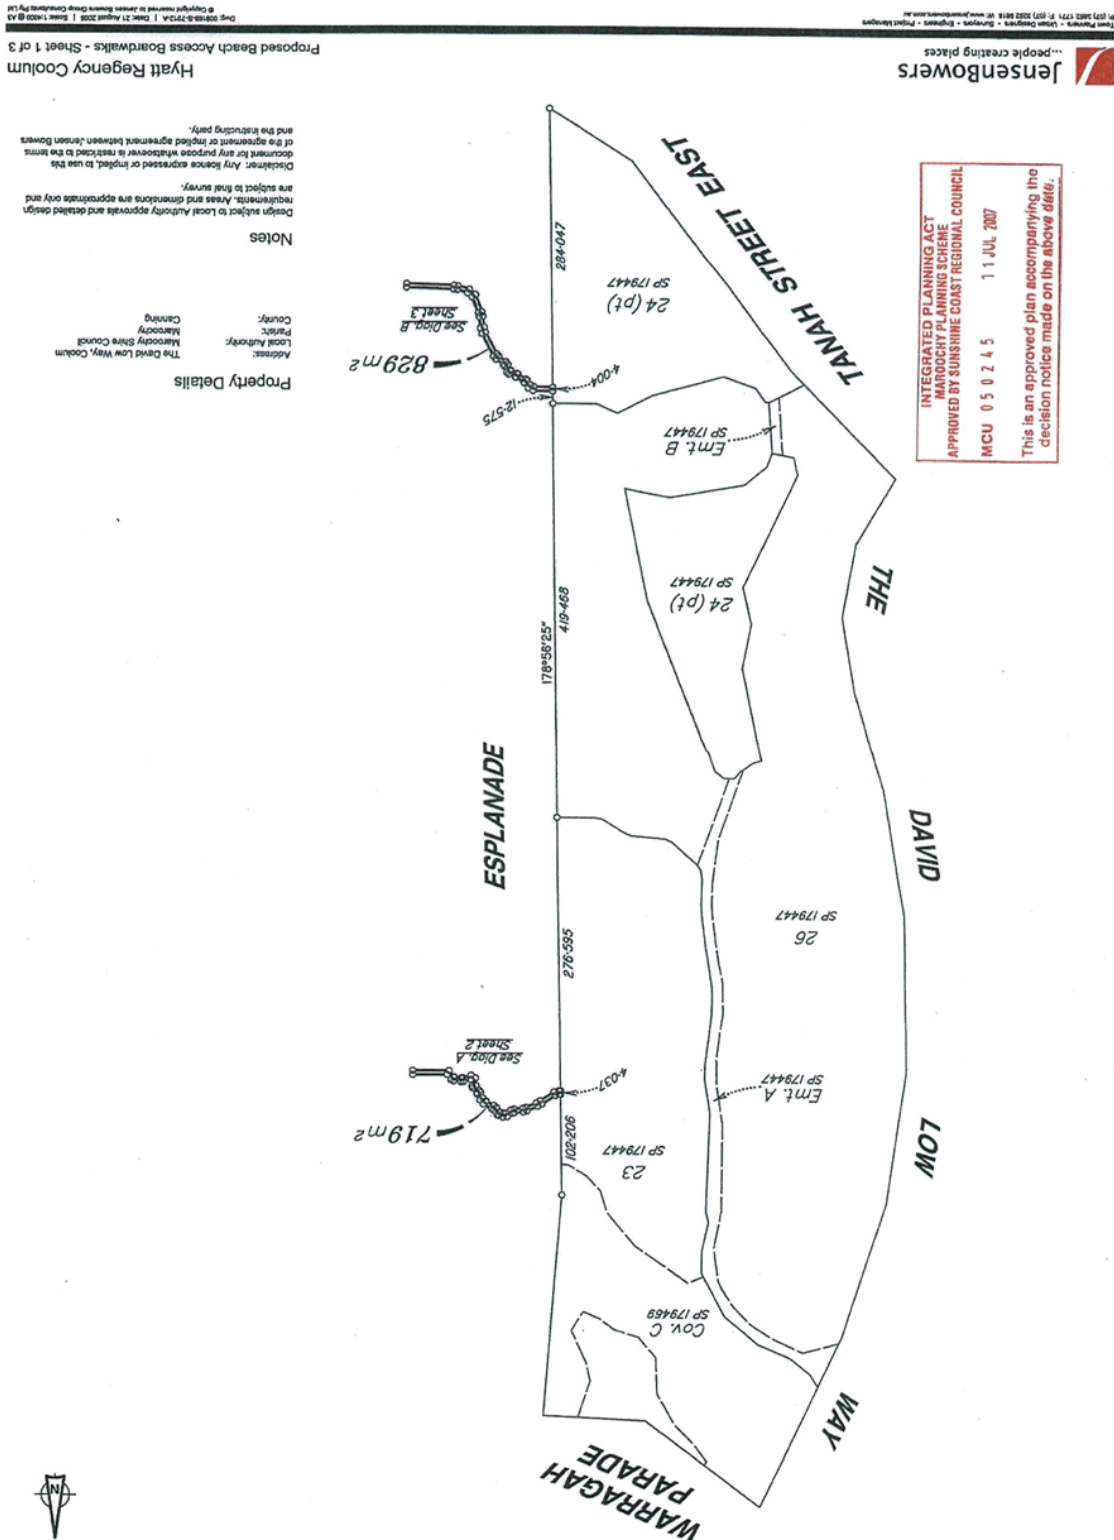 Hyatt Regency Coolum
Proposed Beach Access Boardwalks - Sheet 1 of 3
JensenBowers
...people creating places
Town Planners - Urban Designers - Surveyors - Engineers - Project Managers
Property Details
Address: The David Low Way, Coolum
Local Authority: Maroochy Shire Council
Parish: Maroochy
County: Canning
Notes
Design subject to Local Authority approvals and detailed design
requirements. Areas and dimensions are approximate only and
are subject to final survey.
Disclaimer: Any licence expressed or implied, to use this
document for any purpose whatsoever is restricted to the terms
of the agreement or implied agreement between Jensen Bowers
and the instructing party.
INTEGRATED PLANNING ACT
MAROOCHY PLANNING SCHEME
APPROVED BY SUNSHINE COAST REGIONAL COUNCIL
MCU 050245 11 JUL 2007
This is an approved plan accompanying the
decision notice made on the above date.
TANAH STREET EAST
THE
DAVID
LOW
WAY
WARRAGAH
PARADE
ESPLANADE
284·047
24 (pt)
SP 179447
See Diag. B
Sheet 3
829m²
4·004
12·575
Emt. B
SP 179447
24 (pt)
SP 179447
419·468
178°56'25"
26
SP 179447
276·595
See Diag. A
Sheet 2
719m²
4·037
102·206
Emt. A
SP 179447
23
SP 179447
Cov. C
SP 179469
N